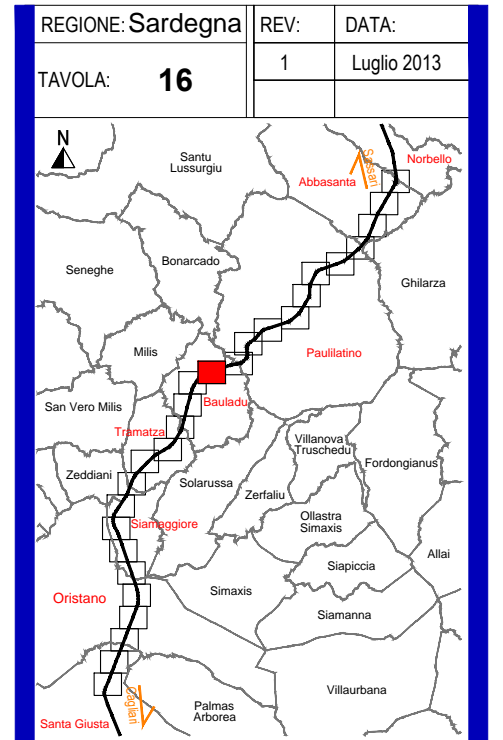 REGIONE: Sardegna
REV:
DATA:
TAVOLA: 16
1
Luglio 2013
N
Santu
Lussurgiu
Sassari
Norbello
Abbasanta
Seneghe
Bonarcado
Ghilarza
Milis
Paulilatino
San Vero Milis
Bauladu
Tramatza
Villanova
Truschedu
Zeddiani
Solarussa
Fordongianus
Zerfaliu
Siamaggiore
Ollastra
Simaxis
Allai
Siapiccia
Oristano
Simaxis
Siamanna
Cagliari
Villaurbana
Palmas
Arborea
Santa Giusta